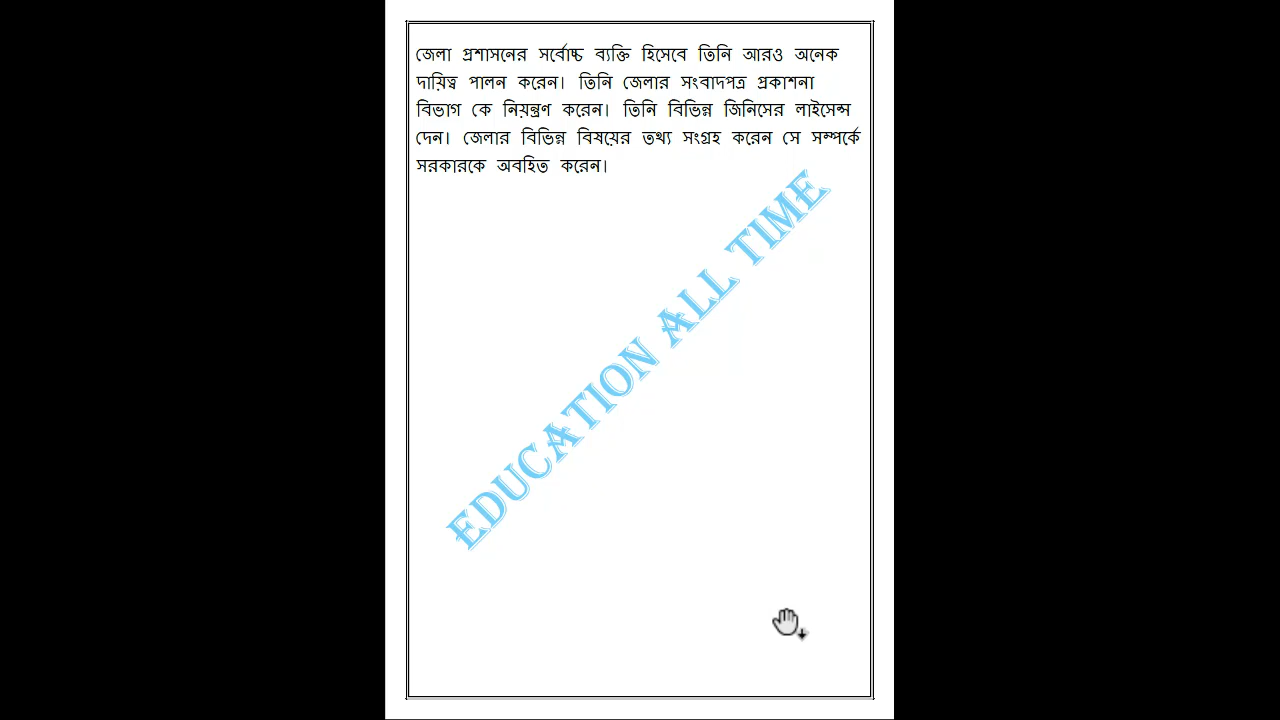 জেলা প্রশাসনের সর্বোচ্চ ব্যক্তি হিসেবে তিনি আরও অনেক
দায়িত্ব পালন করেন। তিনি জেলার সংবাদপত্র প্রকাশনা
বিভাগ কে নিয়ন্ত্রণ করেন। তিনি বিভিন্ন জিনিসের লাইসেন্স
দেন। জেলার বিভিন্ন বিষয়ের তথ্য সংগ্রহ করেন সে সম্পর্কে
সরকারকে অবহিত করেন।
EDUCATION ALL TIME